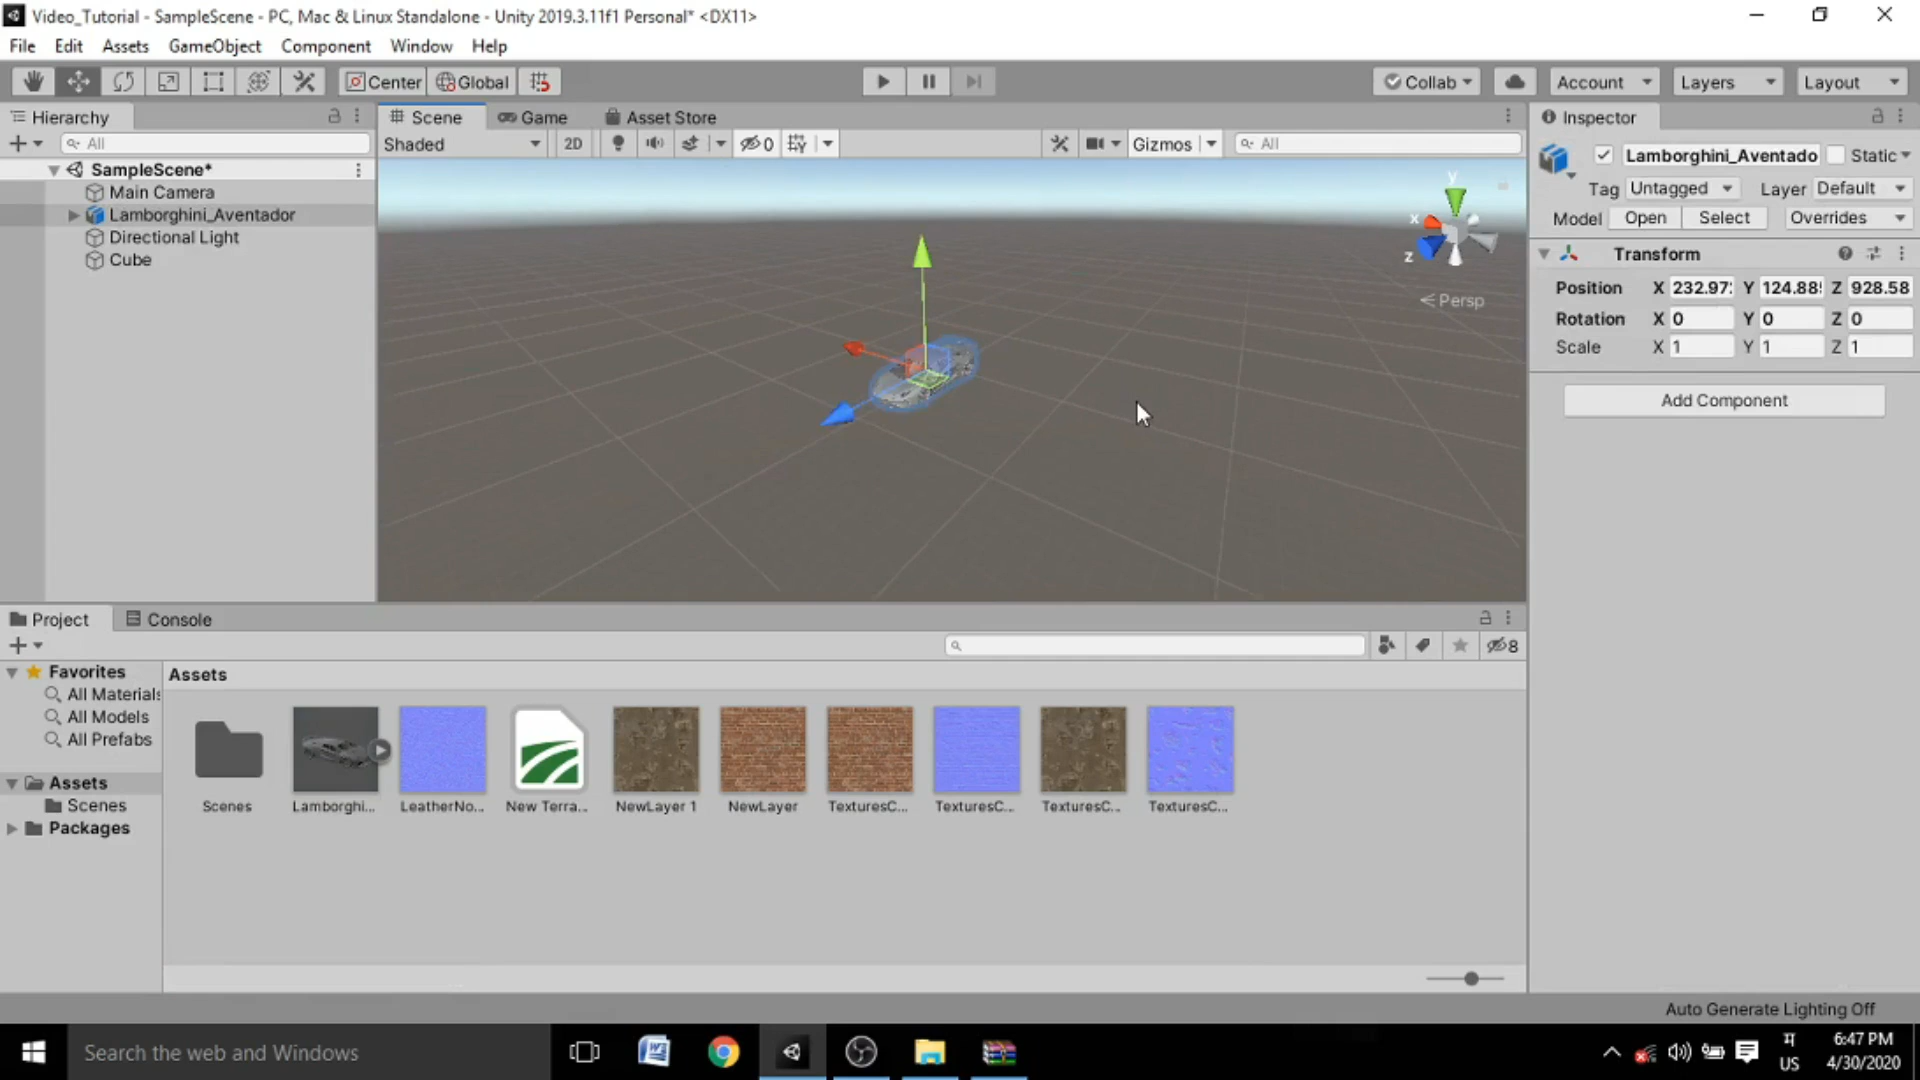 Video_Tutorial - SampleScene - PC, Mac & Linux Standalone - Unity 2019.3.11f1 Personal* <DX11>
File Edit Assets GameObject Component Window Help
Center Global Collab Account Layers Layout
Hierarchy
All
SampleScene*
Main Camera
Lamborghini_Aventador
Directional Light
Cube
Scene Game Asset Store
Shaded 2D 0 Gizmos All
y
x
z
Persp
Inspector
Lamborghini_Aventado Static
Tag Untagged Layer Default
Model Open Select Overrides
Transform
Position X 232.97 Y 124.88 Z 928.58
Rotation X 0 Y 0 Z 0
Scale X 1 Y 1 Z 1
Add Component
Project Console
8
Favorites
All Materials
All Models
All Prefabs
Assets
Scenes
Packages
Assets
Scenes Lamborghi... LeatherNo... New Terra... NewLayer 1 NewLayer TexturesC... TexturesC... TexturesC... TexturesC...
Auto Generate Lighting Off
Search the web and Windows
US
6:47 PM
4/30/2020